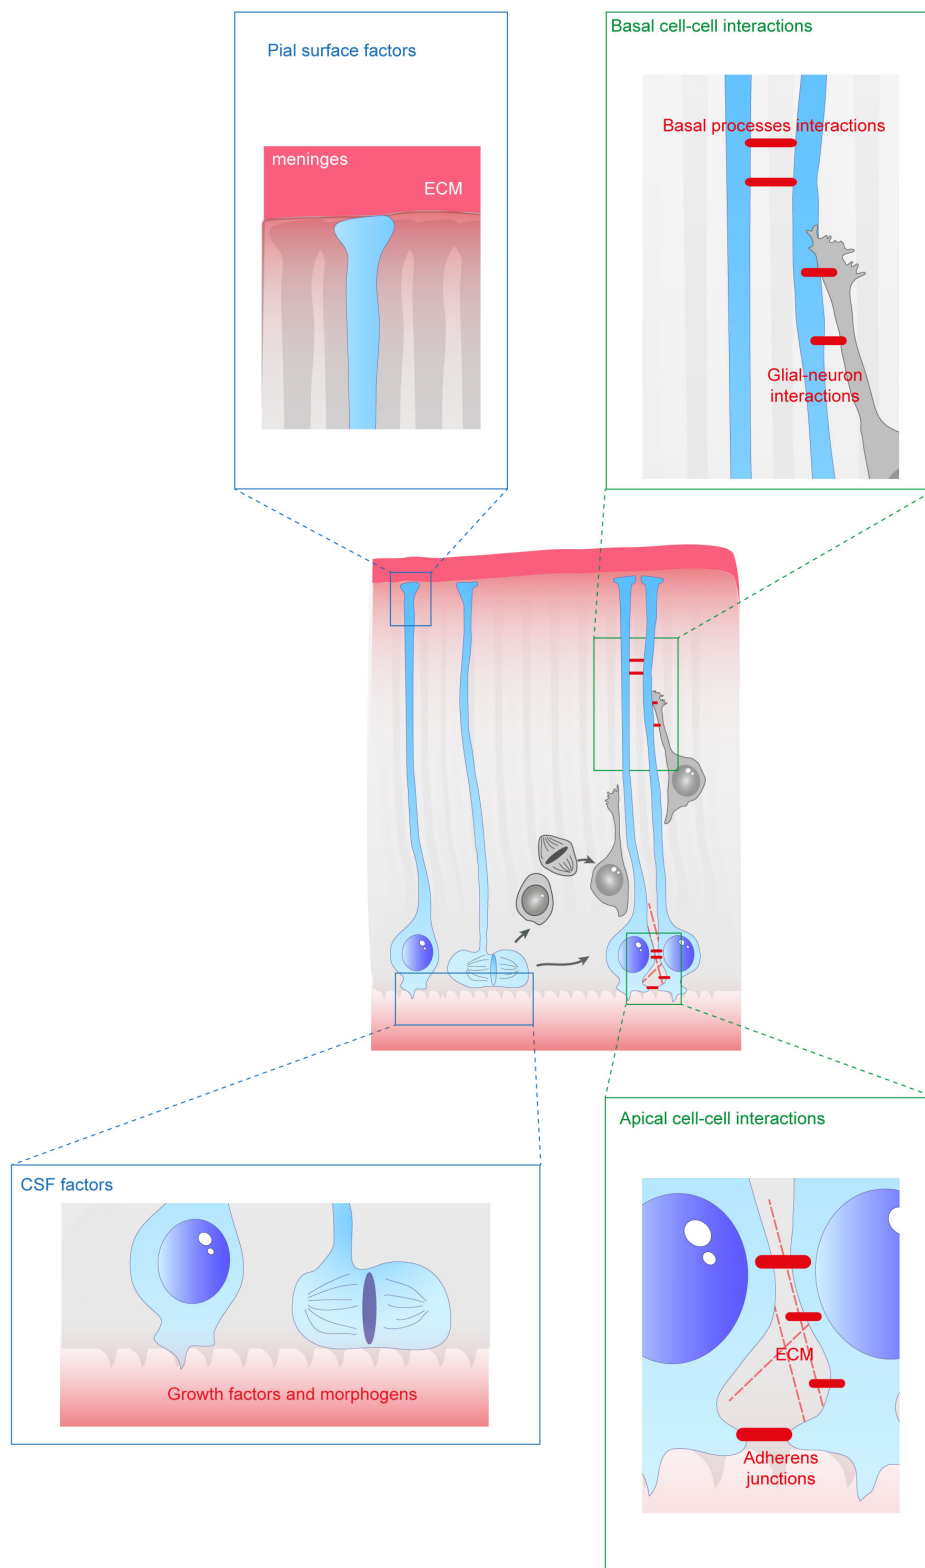 Pial surface factors
meninges
ECM
Basal cell-cell interactions
Basal processes interactions
Glial-neuron
interactions
CSF factors
Growth factors and morphogens
Apical cell-cell interactions
ECM
Adherens
junctions